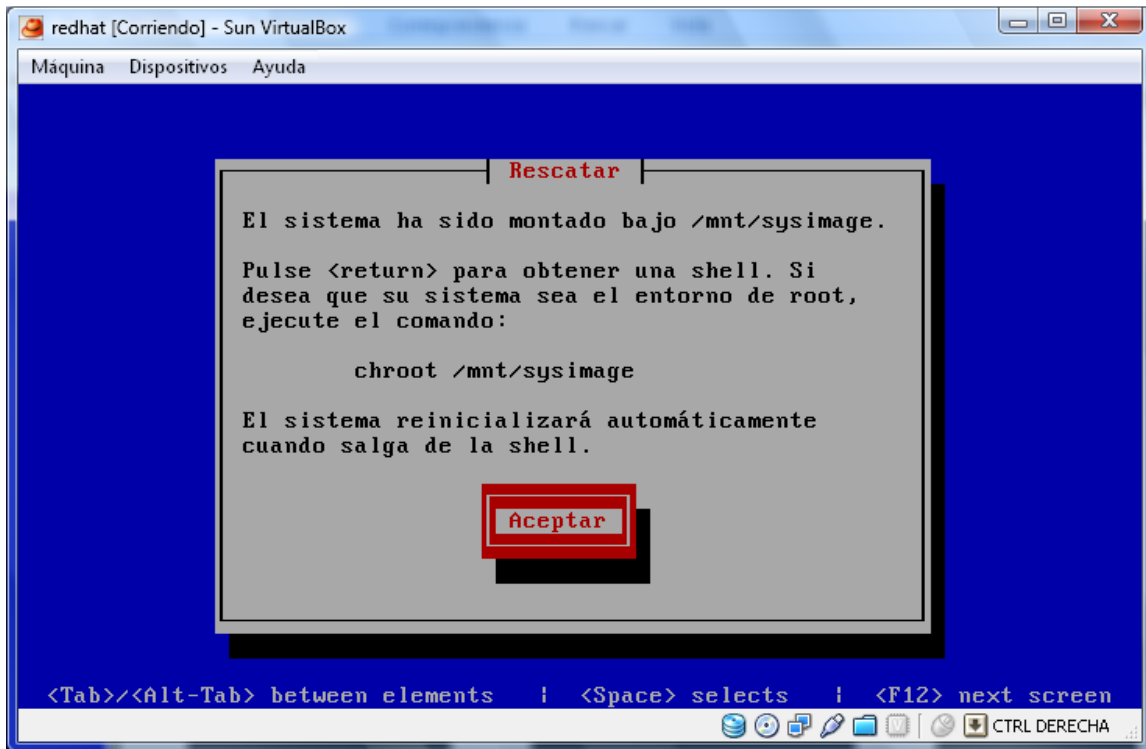 redhat [Corriendo] - Sun VirtualBox
Máquina Dispositivos Ayuda
Rescatar
El sistema ha sido montado bajo /mnt/sysimage.
Pulse <return> para obtener una shell. Si
desea que su sistema sea el entorno de root,
ejecute el comando:
chroot /mnt/sysimage
El sistema reinicializará automáticamente
cuando salga de la shell.
Aceptar
<Tab>/<Alt-Tab> between elements | <Space> selects | <F12> next screen
CTRL DERECHA